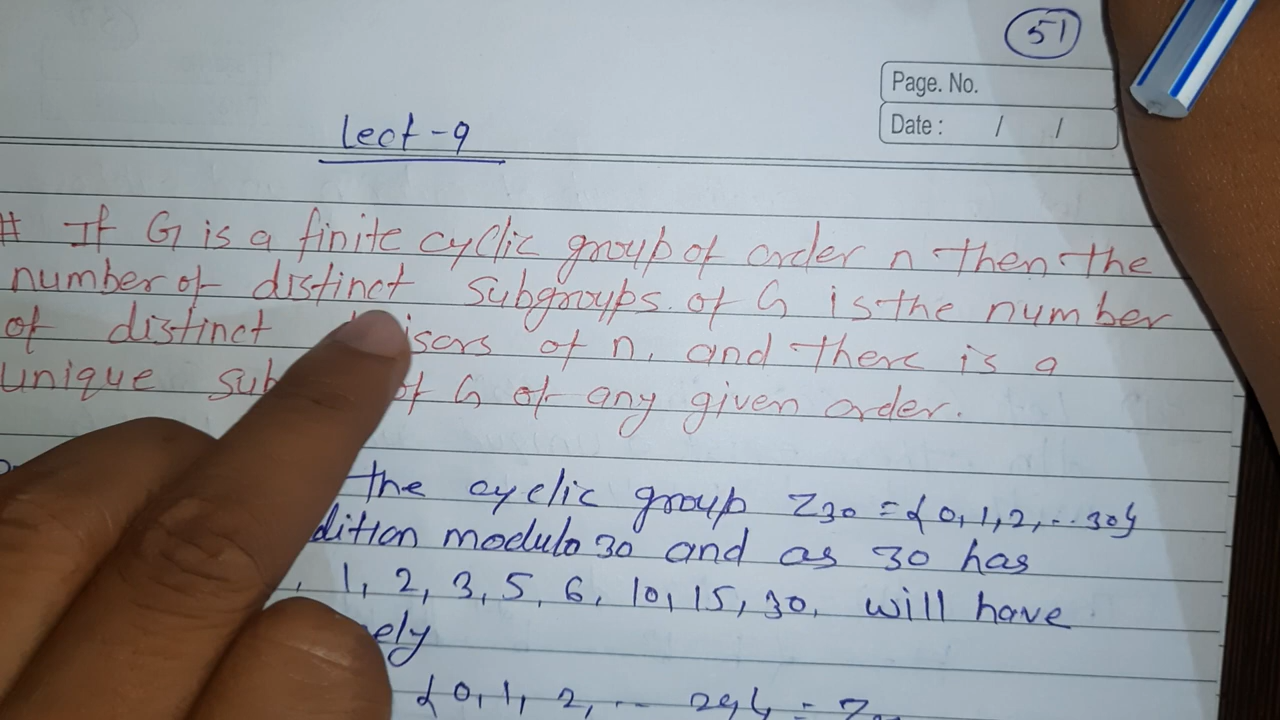 51
Page. No.
Date : / /
Lect - 9
# If G is a finite cyclic group of order n then the
number of distinct subgroups. of G is the number
of distinct isors of n, and there is a
unique sub of G of any given order.
the cyclic group Z30 = { 0, 1, 2, ... 30}
dition modulo 30 and as 30 has
1, 2, 3, 5, 6, 10, 15, 30, will have
ely
{ 0, 1, 2, ... 29} = Z